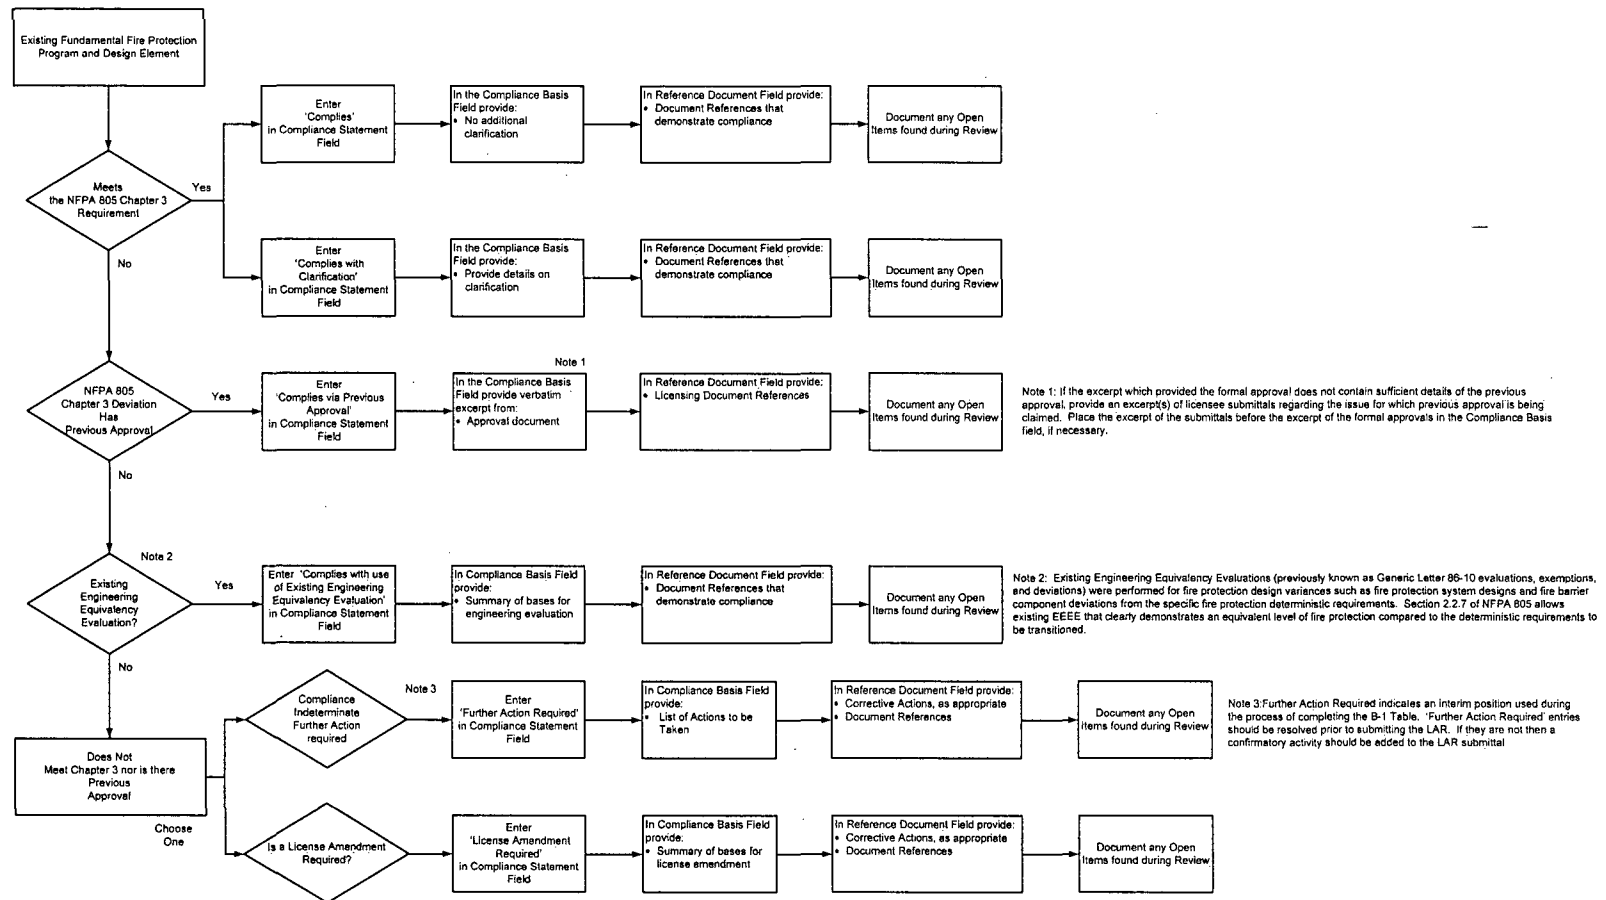 Existing Fundamental Fire Protection
Program and Design Element
Enter
'Complies'
in Compliance Statement
Field
In the Compliance Basis
Field provide:
• No additional
clarification
In Reference Document Field provide:
• Document References that
demonstrate compliance
Document any Open
Items found during Review
Meets
the NFPA 805 Chapter 3
Requirement
Yes
No
Enter
'Complies with
Clarification'
in Compliance Statement
Field
In the Compliance Basis
Field provide:
• Provide details on
clarification
In Reference Document Field provide:
• Document References that
demonstrate compliance
Document any Open
Items found during Review
NFPA 805
Chapter 3 Deviation
Has
Previous Approval
Yes
No
Enter
'Complies via Previous
Approval'
in Compliance Statement
Field
Note 1
In the Compliance Basis
Field provide verbatim
excerpt from:
• Approval document
In Reference Document Field provide:
• Licensing Document References
Document any Open
Items found during Review
Note 1: If the excerpt which provided the formal approval does not contain sufficient details of the previous
approval, provide an excerpt(s) of licensee submittals regarding the issue for which previous approval is being
claimed. Place the excerpt of the submittals before the excerpt of the formal approvals in the Compliance Basis
field, if necessary.
Note 2
Existing
Engineering
Equivalency
Evaluation?
Yes
No
Enter 'Complies with use
of Existing Engineering
Equivalency Evaluation'
in Compliance Statement
Field
In Compliance Basis Field
provide:
• Summary of bases for
engineering evaluation
In Reference Document Field provide:
• Document References that
demonstrate compliance
Document any Open
Items found during Review
Note 2: Existing Engineering Equivalency Evaluations (previously known as Generic Letter 86-10 evaluations, exemptions,
and deviations) were performed for fire protection design variances such as fire protection system designs and fire barrier
component deviations from the specific fire protection deterministic requirements. Section 2.2.7 of NFPA 805 allows
existing EEEE that clearly demonstrates an equivalent level of fire protection compared to the deterministic requirements to
be transitioned.
Does Not
Meet Chapter 3 nor is there
Previous
Approval
Choose
One
Compliance
Indeterminate
Further Action
required
Note 3
Enter
'Further Action Required'
in Compliance Statement
Field
In Compliance Basis Field
provide:
• List of Actions to be
Taken
In Reference Document Field provide:
• Corrective Actions, as appropriate
• Document References
Document any Open
Items found during Review
Note 3:Further Action Required indicates an interim position used during
the process of completing the B-1 Table. 'Further Action Required' entries
should be resolved prior to submitting the LAR. If they are not then a
confirmatory activity should be added to the LAR submittal
Is a License Amendment
Required?
Enter
'License Amendment
Required'
in Compliance Statement
Field
In Compliance Basis Field
provide:
• Summary of bases for
license amendment
In Reference Document Field provide:
• Corrective Actions, as appropriate
• Document References
Document any Open
Items found during Review